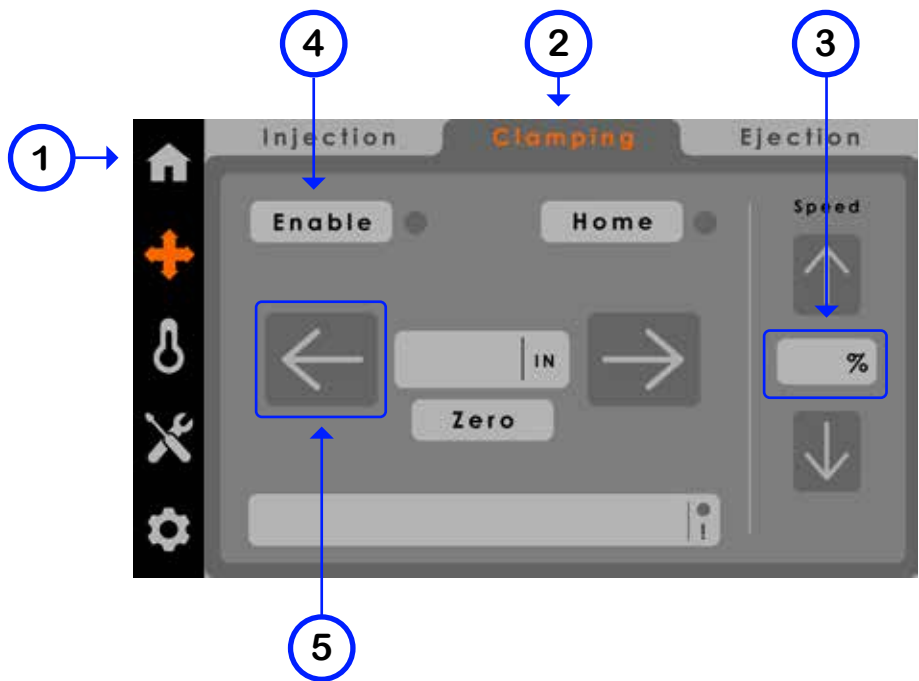 4
2
3
1
Injection
Clamping
Ejection
Enable
Home
Speed
IN
%
Zero
!
5